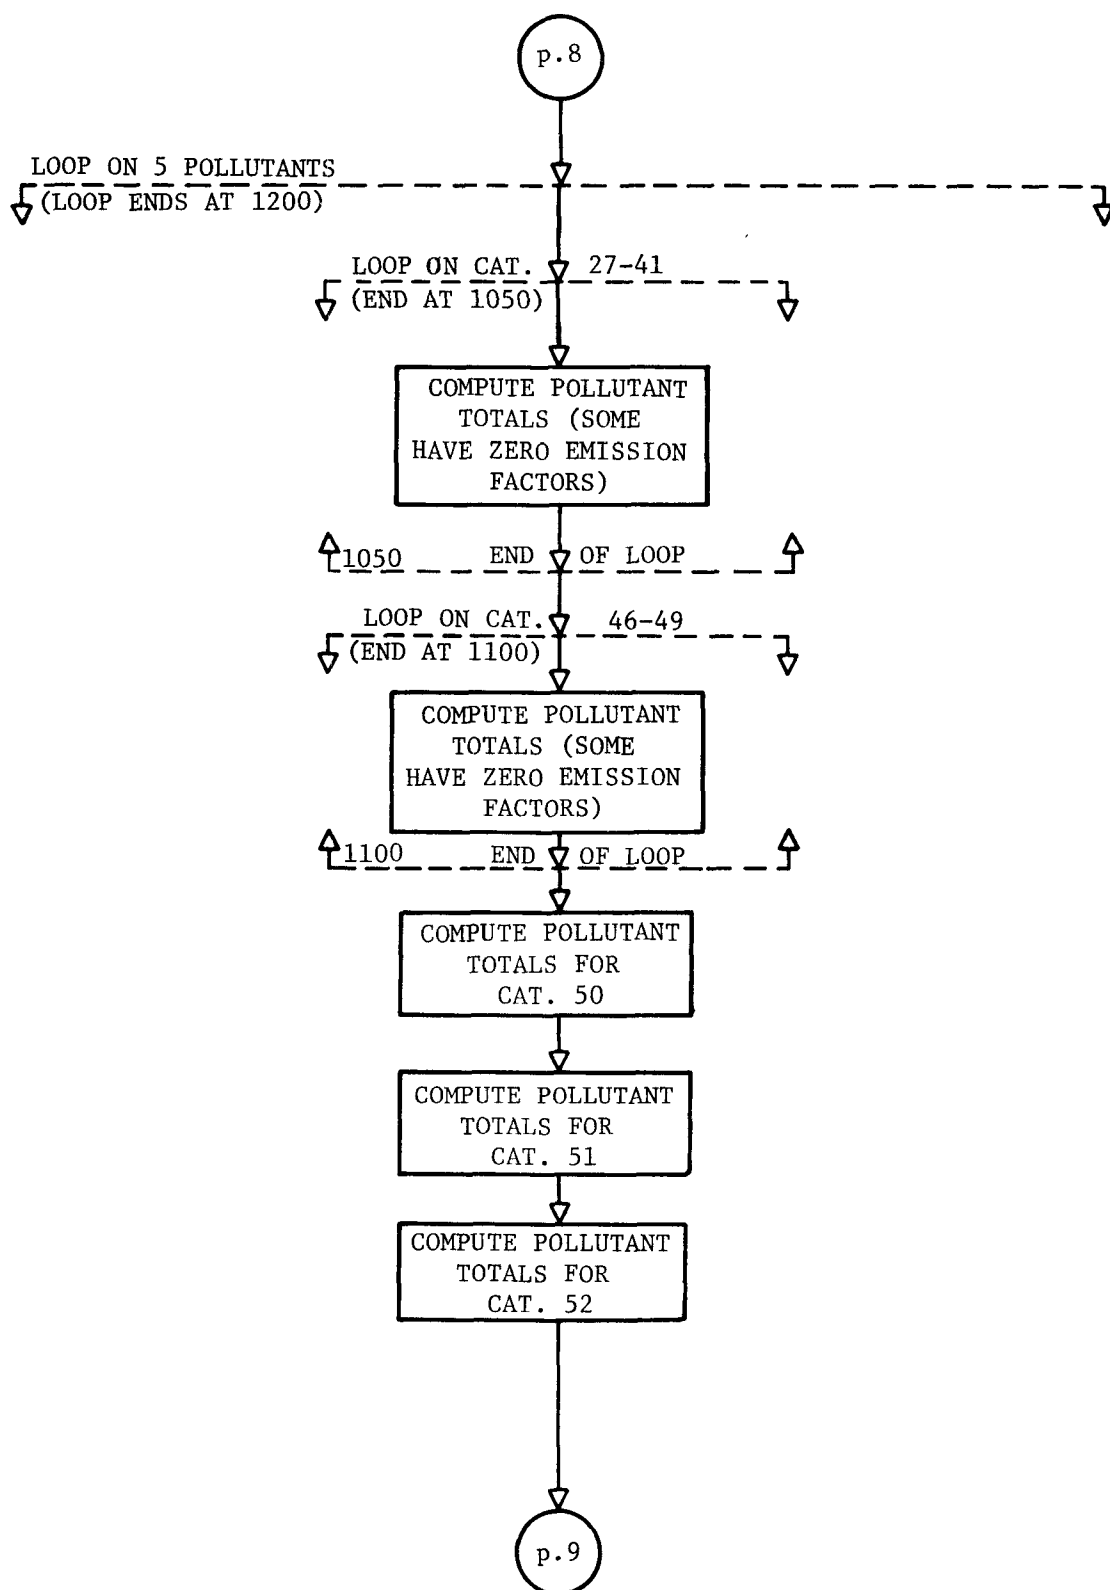 p.8
LOOP ON 5 POLLUTANTS
(LOOP ENDS AT 1200)
LOOP ON CAT. 27-41
(END AT 1050)
COMPUTE POLLUTANT
TOTALS (SOME
HAVE ZERO EMISSION
FACTORS)
1050 END OF LOOP
LOOP ON CAT. 46-49
(END AT 1100)
COMPUTE POLLUTANT
TOTALS (SOME
HAVE ZERO EMISSION
FACTORS)
1100 END OF LOOP
COMPUTE POLLUTANT
TOTALS FOR
CAT. 50
COMPUTE POLLUTANT
TOTALS FOR
CAT. 51
COMPUTE POLLUTANT
TOTALS FOR
CAT. 52
p.9